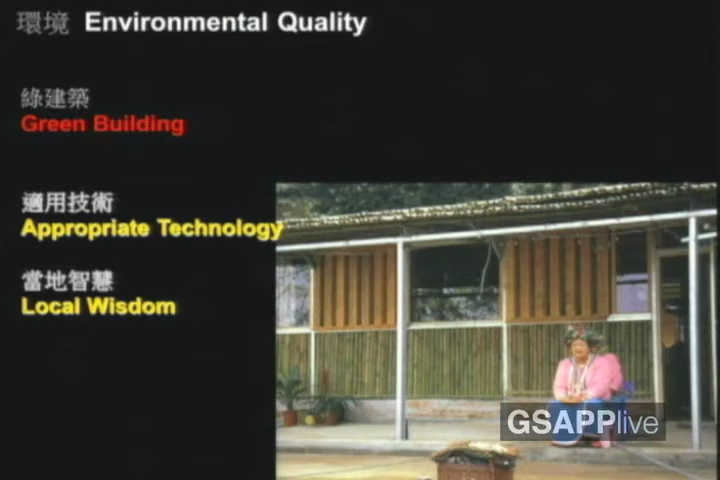 環境 Environmental Quality
綠建築
Green Building
適用技術
Appropriate Technology
當地智慧
Local Wisdom
GSAPPlive